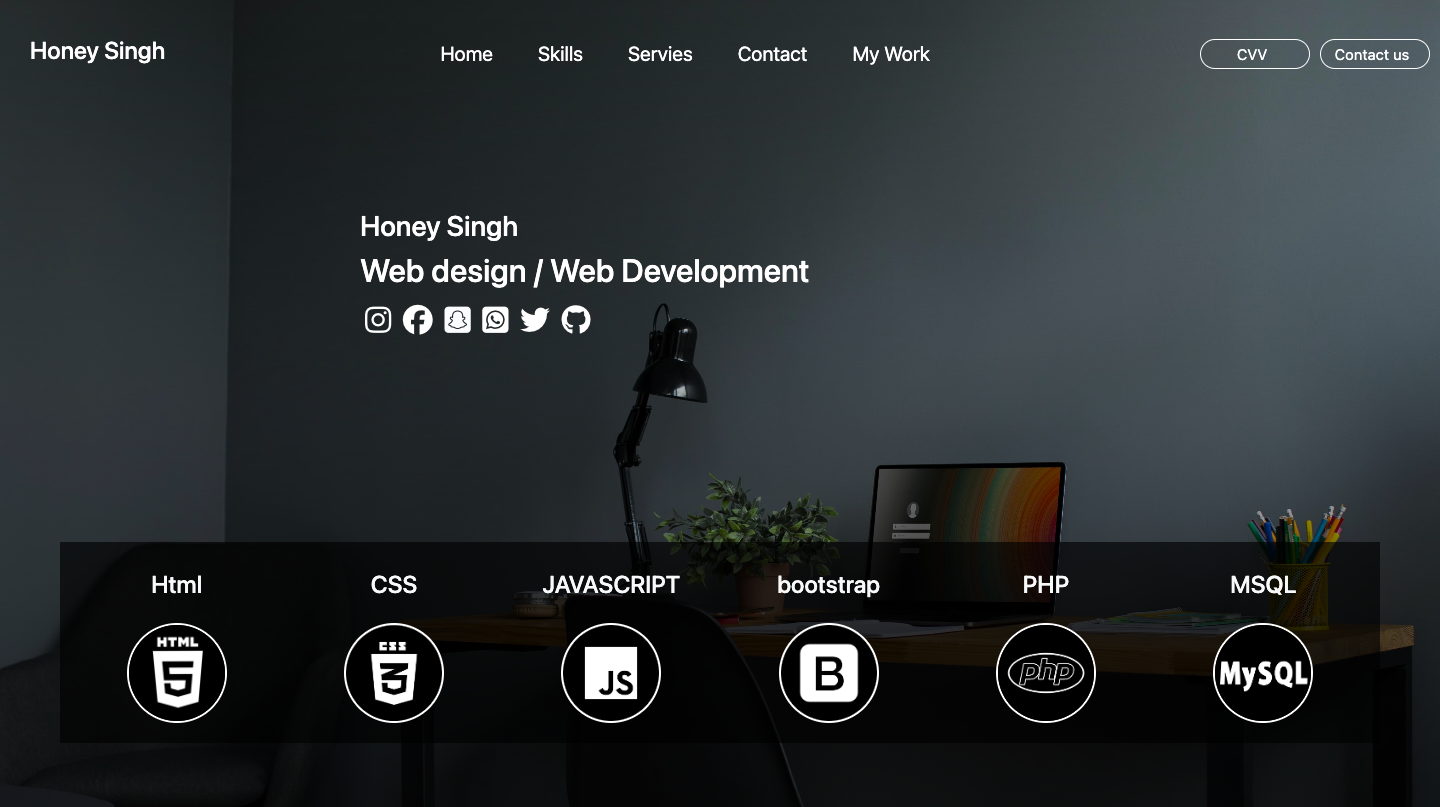 Honey Singh
Home Skills Servies Contact My Work
CVV Contact us
Honey Singh
Web design / Web Development
Html CSS JAVASCRIPT bootstrap PHP MSQL
HTML 5 CSS 3 JS B php MySQL